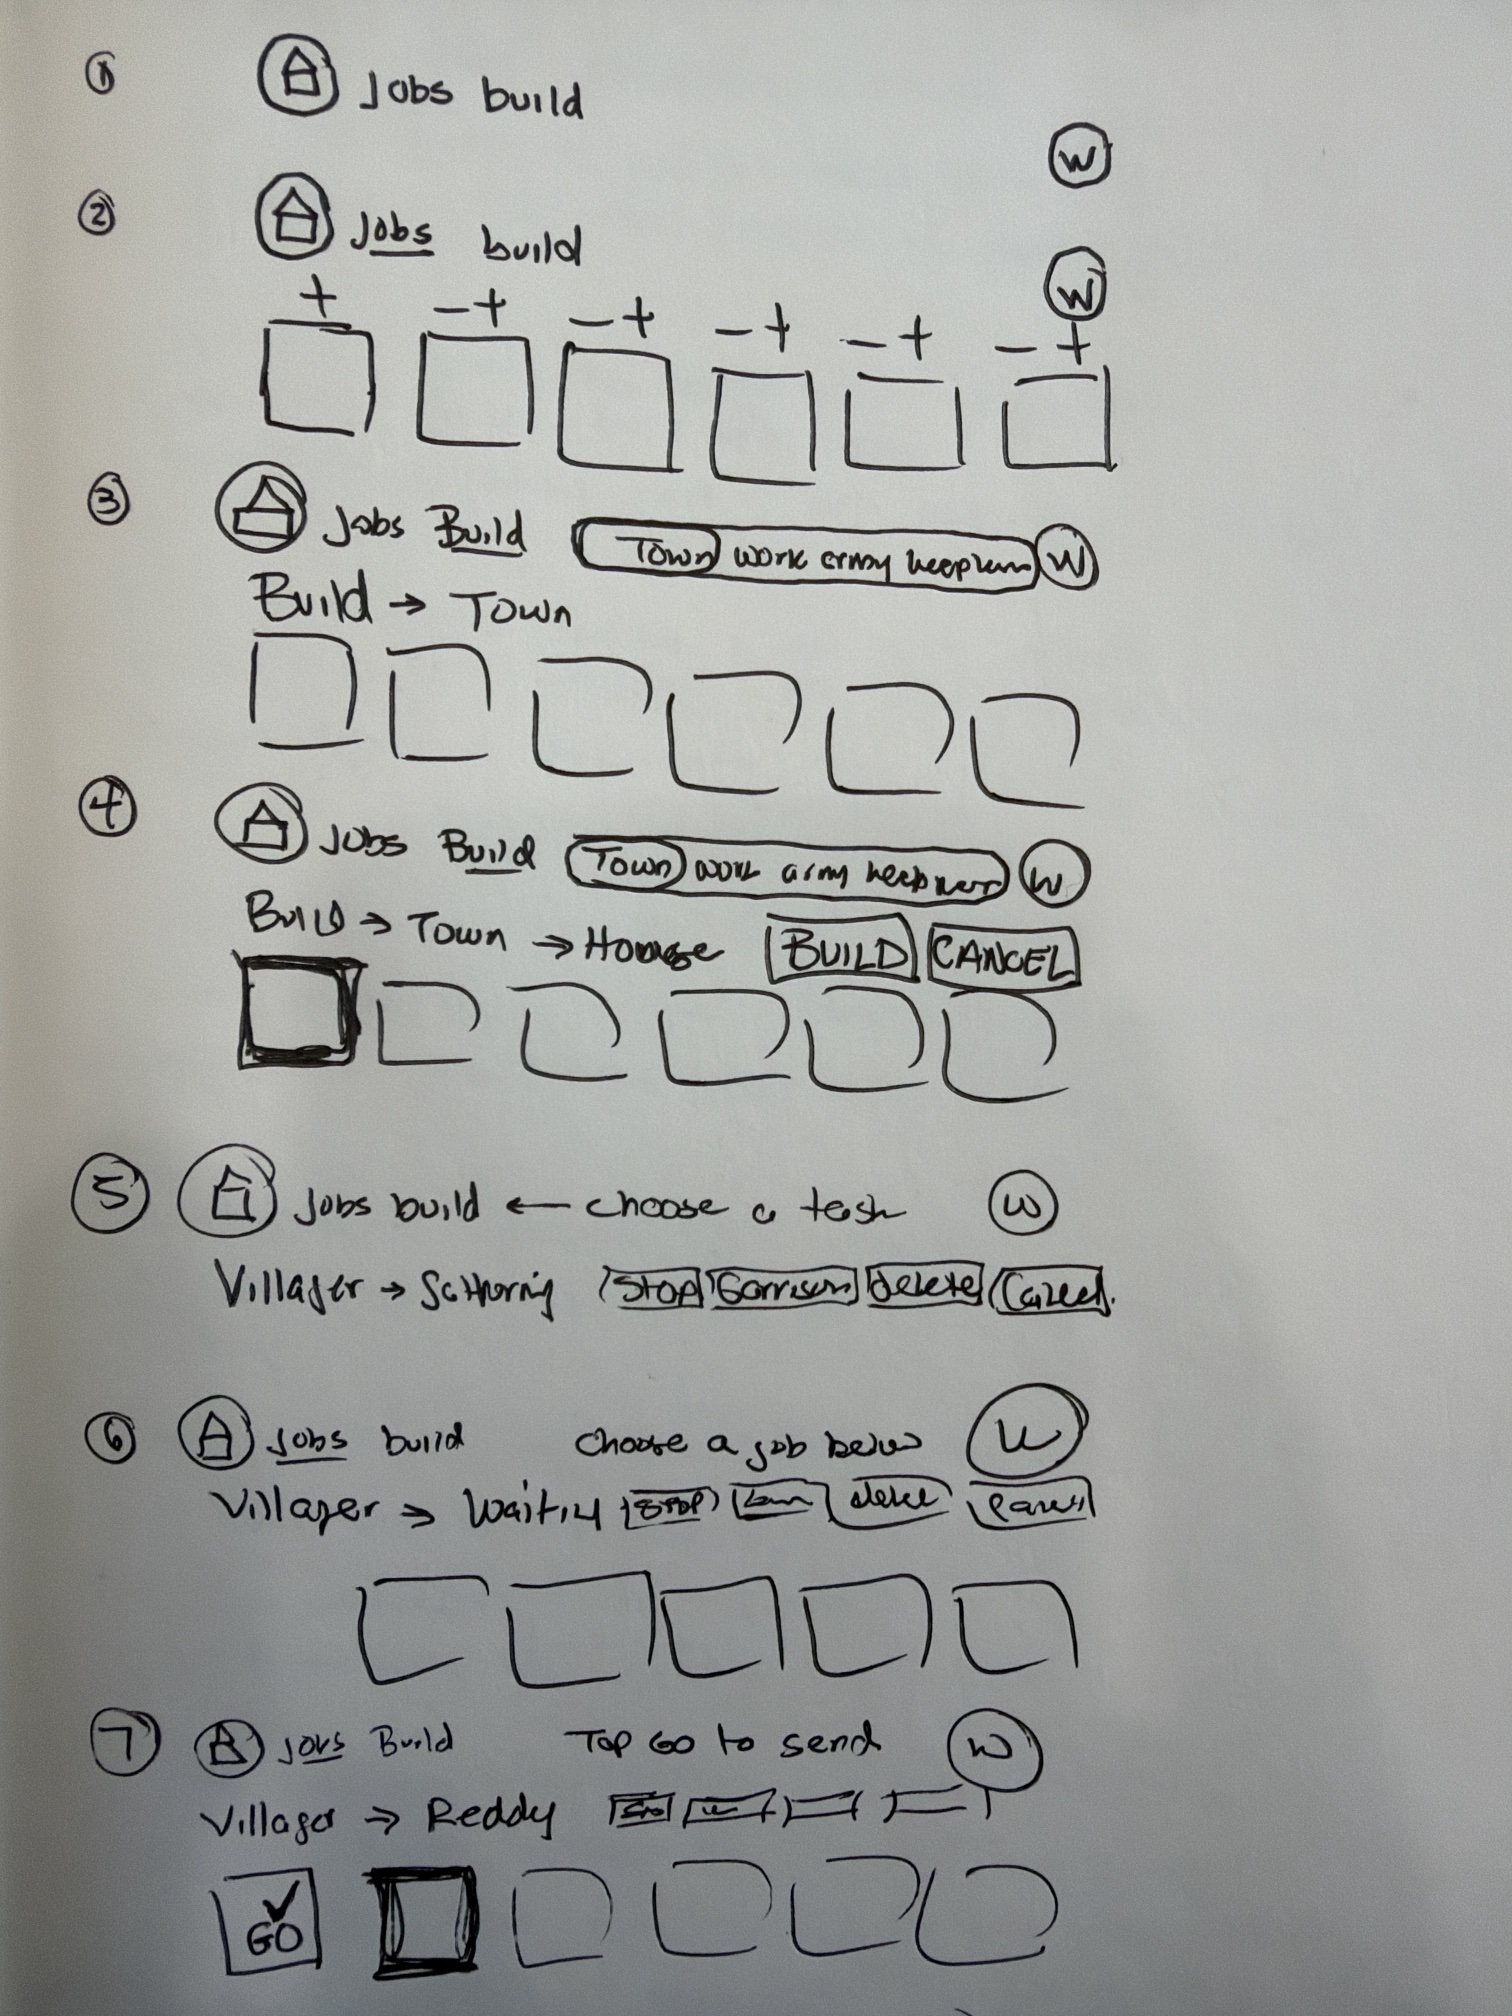 1 Jobs build
W
2 Jobs build W
+ - + - + - + - + - +
3 Jobs Build Town work army W
Build → Town
4 Jobs Build Town work army W
Build → Town → House BUILD CANCEL
5 Jobs build ← choose a task W
Villager → Gathering Stop Garrison delete Cancel
6 Jobs build choose a job below W
Villager → Waiting Stop delete Cancel
7 Jobs Build Tap GO to send W
Villager → Reddy
GO